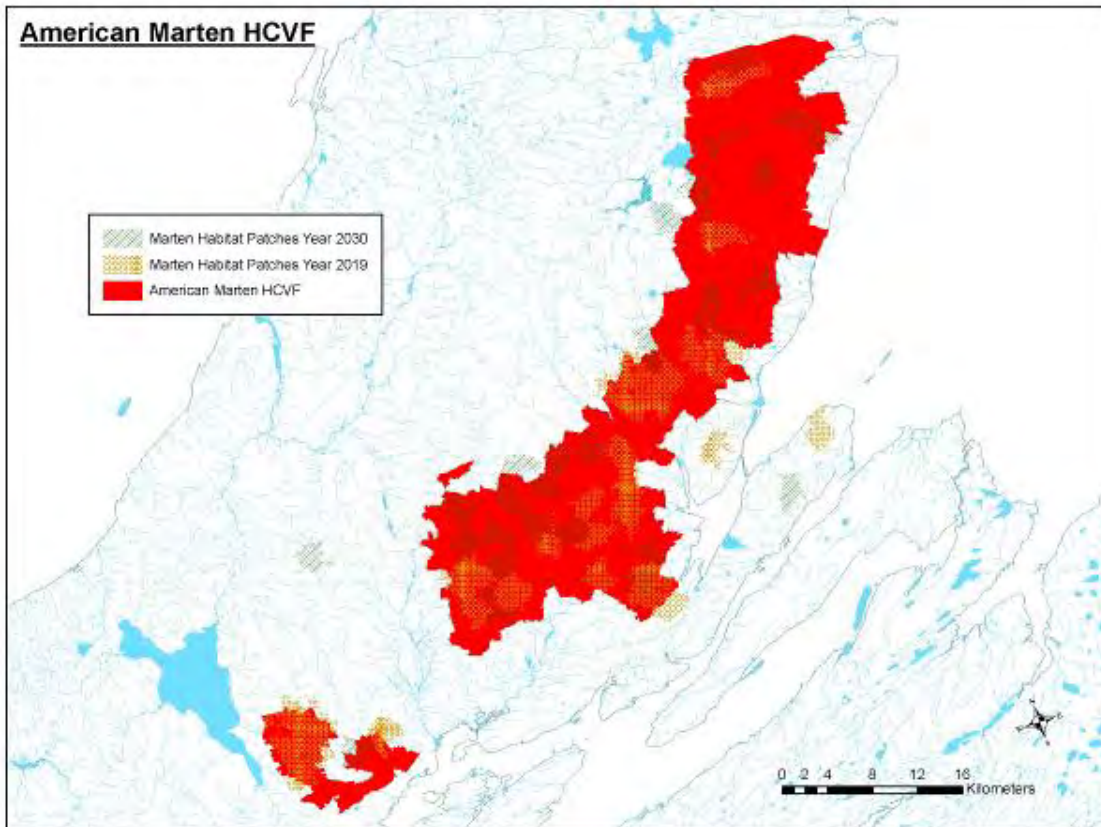 American Marten HCVF
Marten Habitat Patches Year 2030
Marten Habitat Patches Year 2019
American Marten HCVF
0 2 4 8 12 16
Kilometers